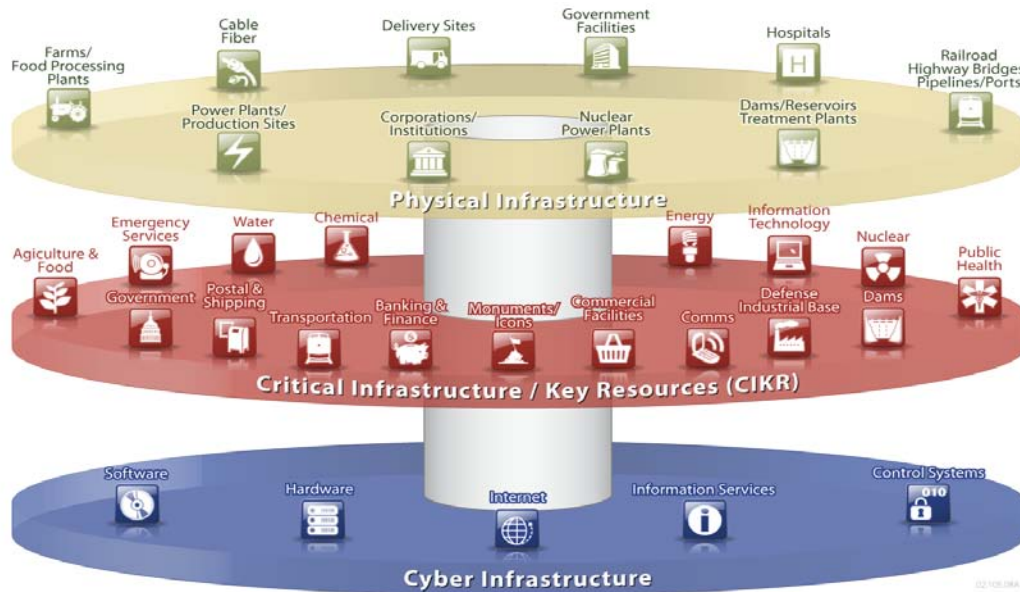 Farms/
Food Processing
Plants
Cable
Fiber
Delivery Sites
Government
Facilities
Hospitals
H
Railroad
Highway Bridges
Pipelines/Ports
Power Plants/
Production Sites
Corporations/
Institutions
Nuclear
Power Plants
Dams/Reservoirs
Treatment Plants
Physical Infrastructure
Agiculture &
Food
Emergency
Services
Water
Chemical
Energy
Information
Technology
Nuclear
Public
Health
Government
Postal &
Shipping
Transportation
Banking &
Finance
Monuments/
Icons
Commercial
Facilities
Comms
Defense
Industrial Base
Dams
Critical Infrastructure / Key Resources (CIKR)
Software
Hardware
Internet
Information Services
Control Systems
010
Cyber Infrastructure